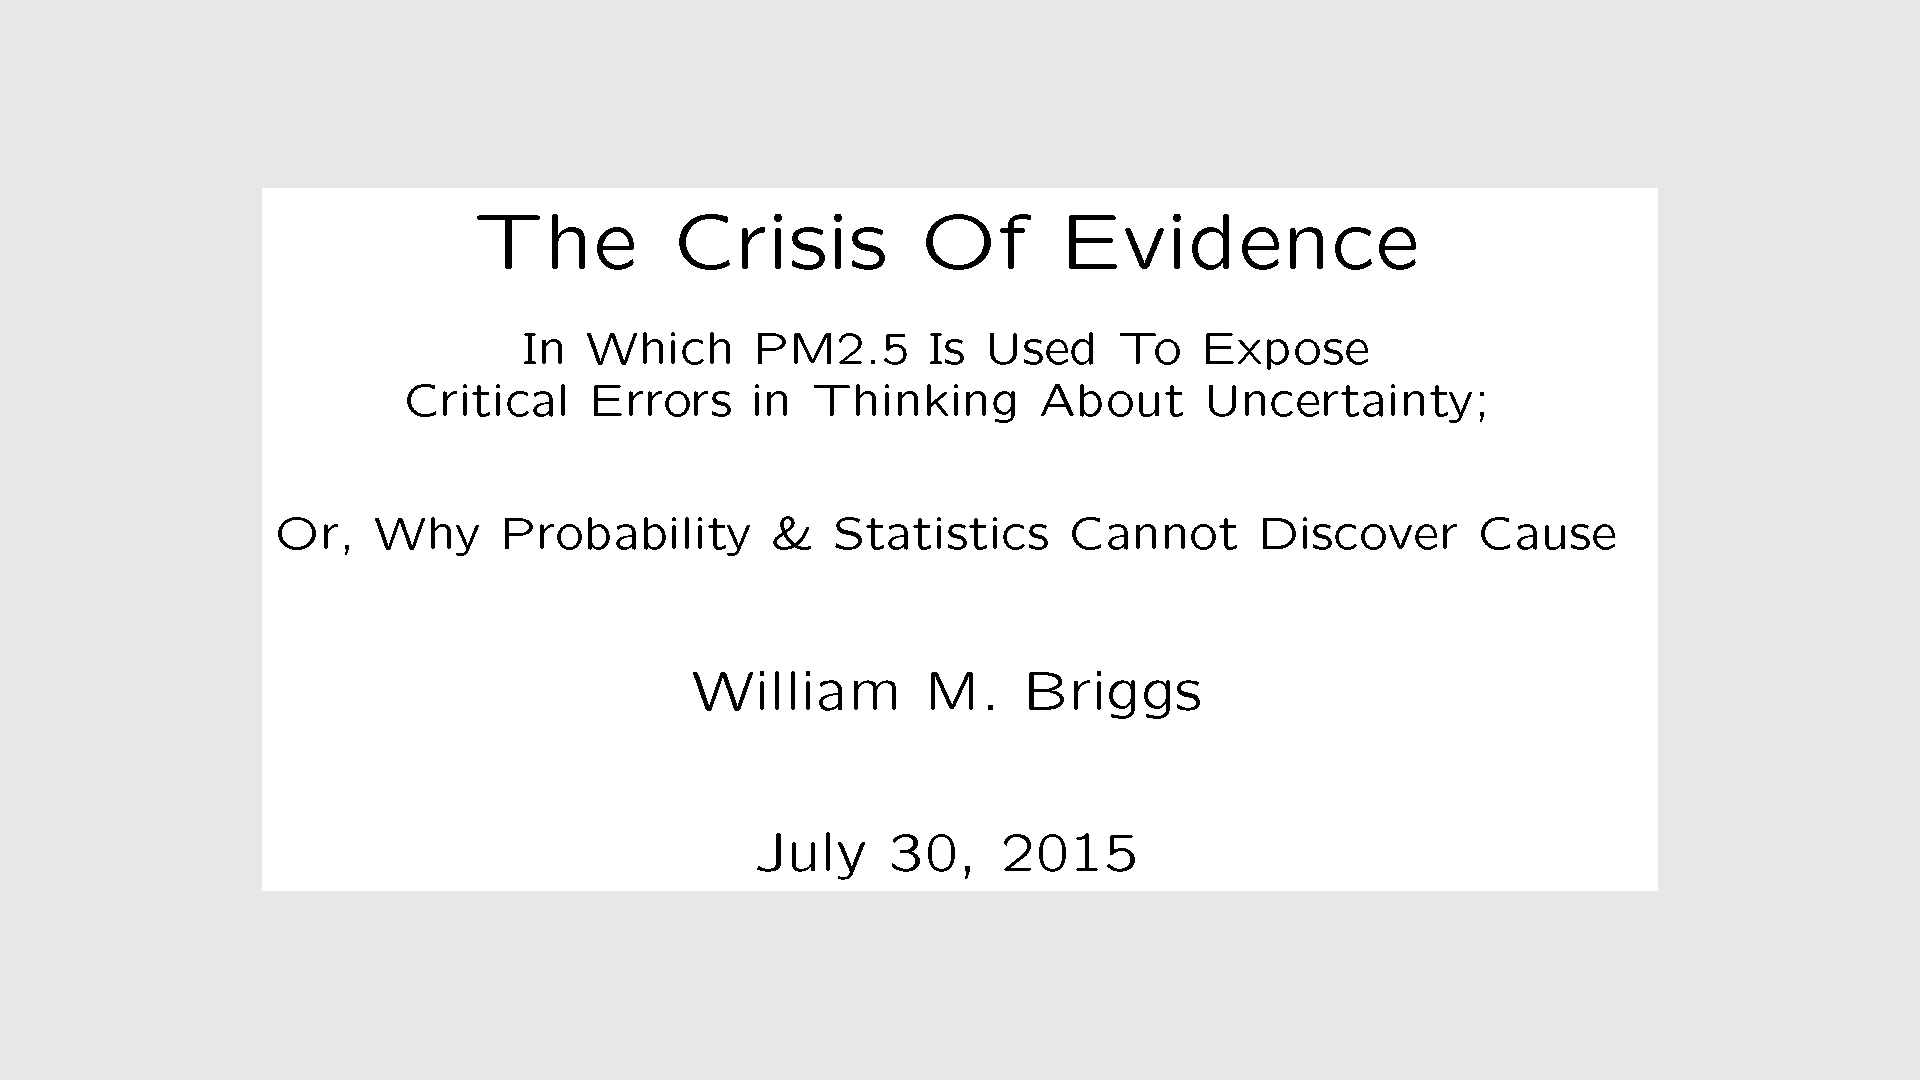 The Crisis Of Evidence
In Which PM2.5 Is Used To Expose
Critical Errors in Thinking About Uncertainty;
Or, Why Probability & Statistics Cannot Discover Cause
William M. Briggs
July 30, 2015